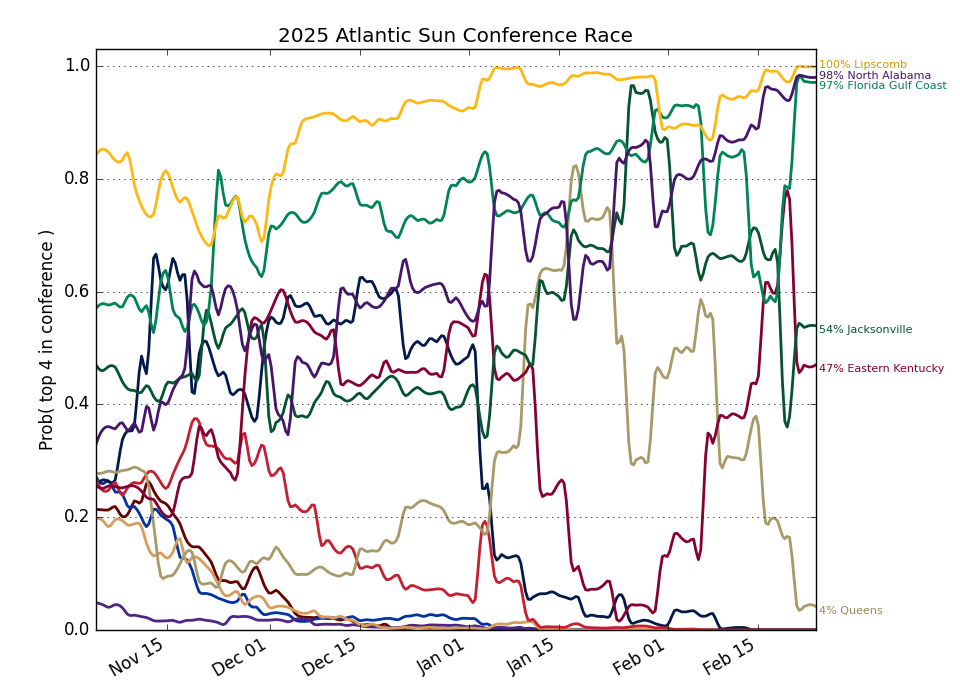 2025 Atlantic Sun Conference Race
Prob( top 4 in conference )
1.0
0.8
0.6
0.4
0.2
0.0
Nov 15
Dec 01
Dec 15
Jan 01
Jan 15
Feb 01
Feb 15
100% Lipscomb
98% North Alabama
97% Florida Gulf Coast
54% Jacksonville
47% Eastern Kentucky
4% Queens